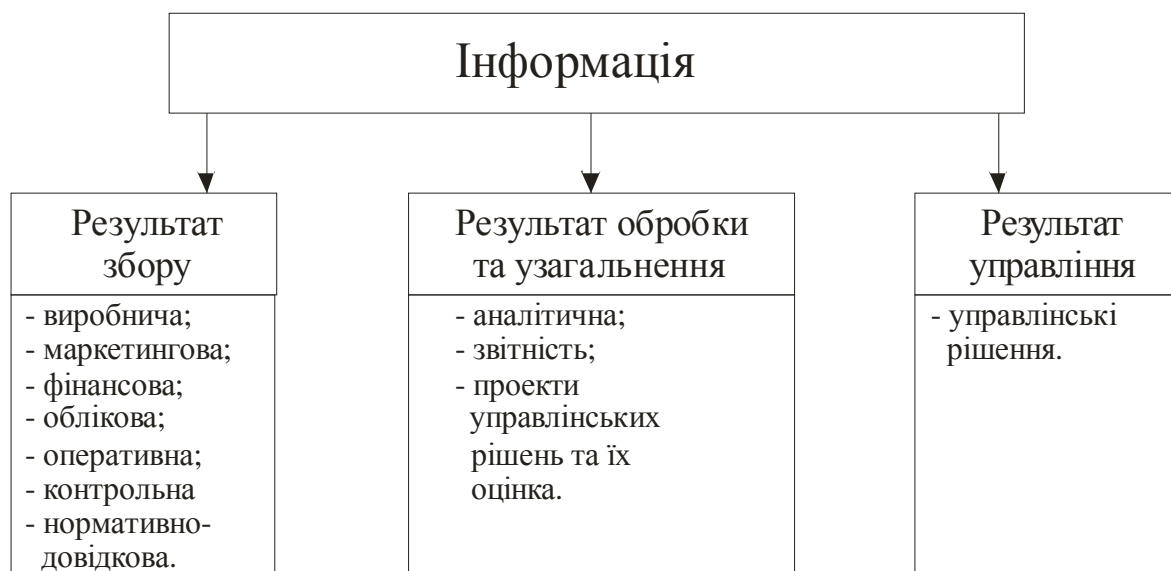 Інформація
Результат
збору
- виробнича;
- маркетингова;
- фінансова;
- облікова;
- оперативна;
- контрольна
- нормативно-
довідкова.
Результат обробки
та узагальнення
- аналітична;
- звітність;
- проекти
управлінських
рішень та їх
оцінка.
Результат
управління
- управлінські
рішення.